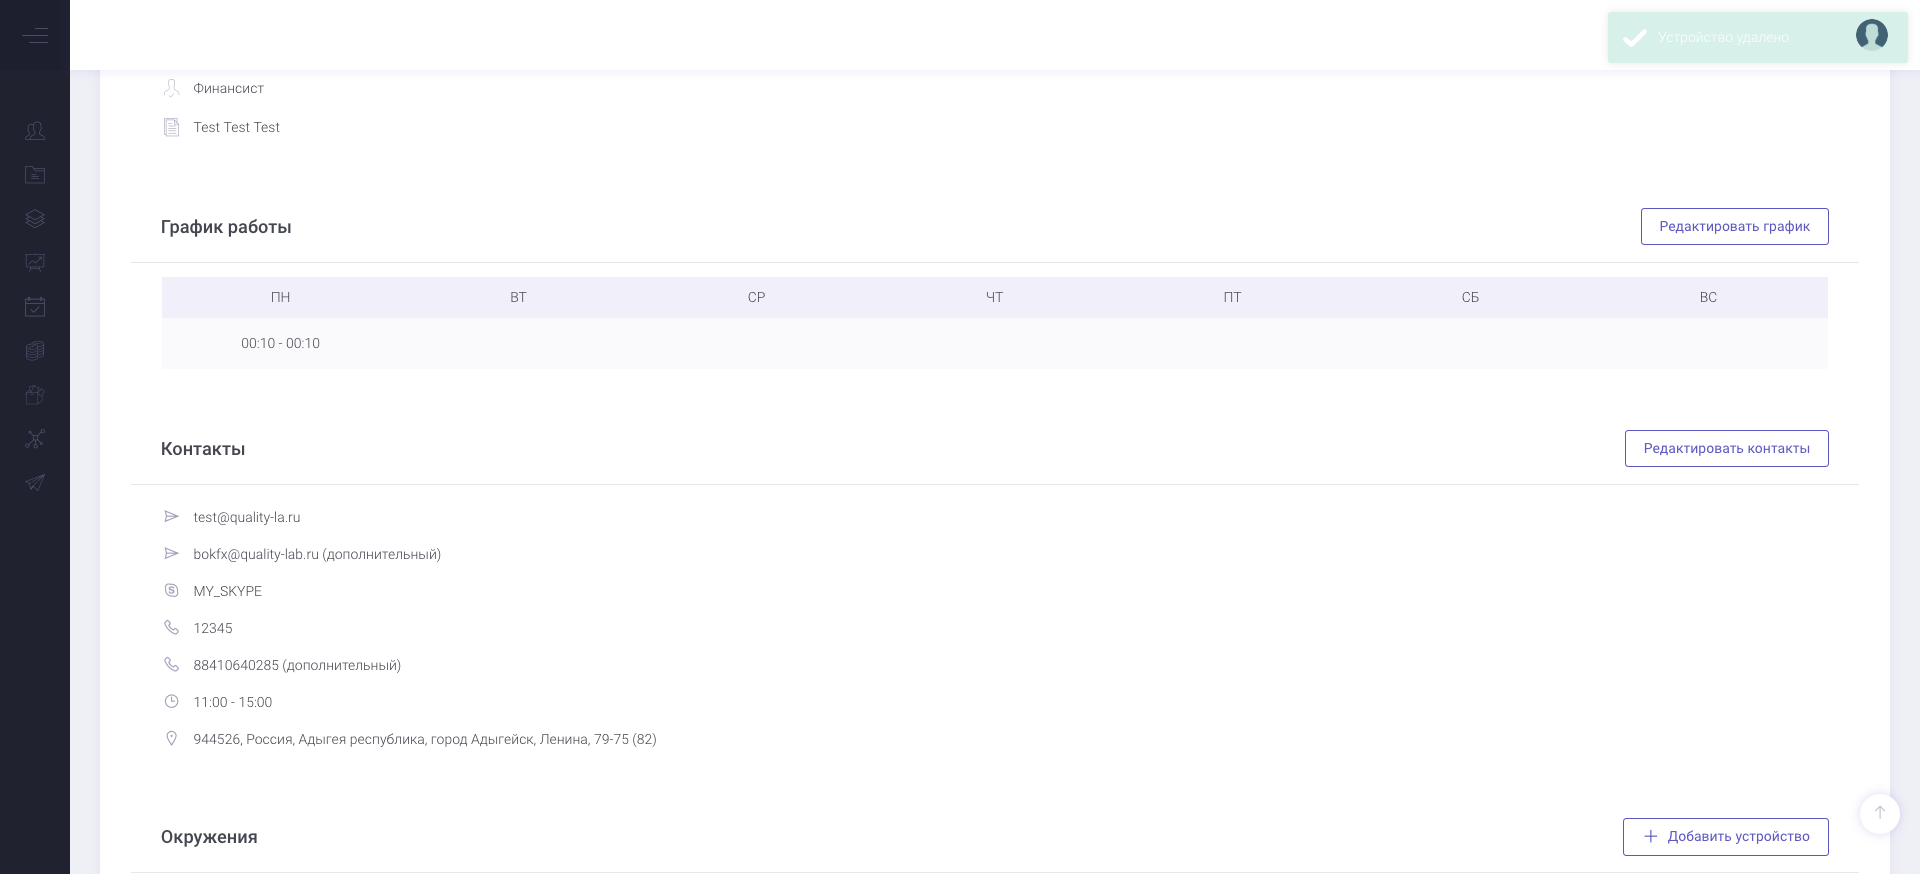 Устройство удалено
Финансист
Test Test Test
График работы
Редактировать график
ПН ВТ СР ЧТ ПТ СБ ВС
00:10 - 00:10
Контакты
Редактировать контакты
test@quality-la.ru
bokfx@quality-lab.ru (дополнительный)
MY_SKYPE
12345
88410640285 (дополнительный)
11:00 - 15:00
944526, Россия, Адыгея республика, город Адыгейск, Ленина, 79-75 (82)
Окружения
Добавить устройство